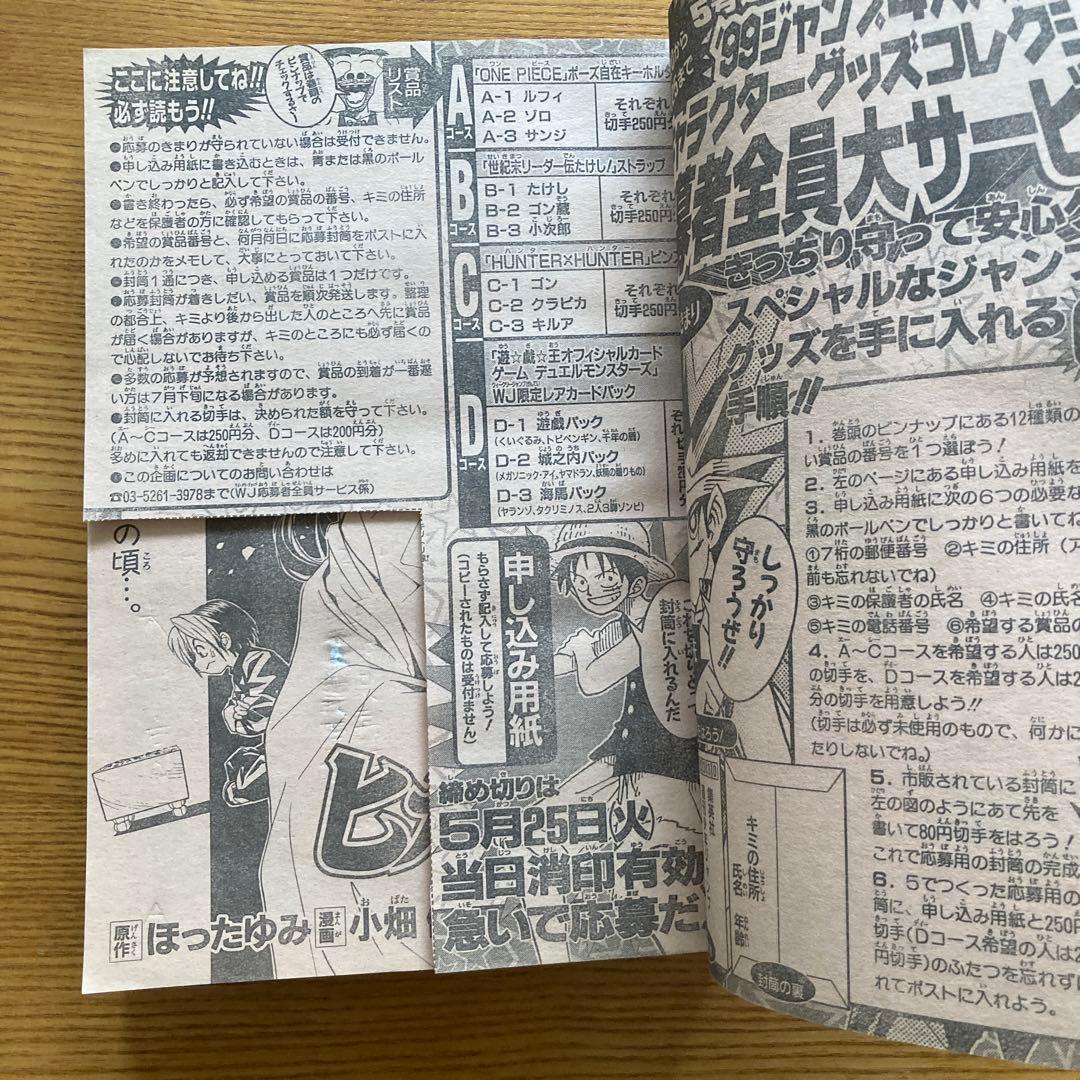 ここに注意してね!!
必ず読もう!!
賞品は巻頭の
ピンナップで
チェックするさ〜
賞品
リスト
●応募のきまりが守られていない場合は受付できません。
●申し込み用紙に書き込むときは、青または黒のボール
ペンでしっかりと記入して下さい。
●書き終わったら、必ず希望の賞品の番号、キミの住所
などを保護者の方に確認してもらって下さい。
●希望の賞品番号と、何月何日に応募封筒をポストに入
れたのかをメモして、大事にとっておいて下さい。
●封筒1通につき、申し込める賞品は1つだけです。
●応募封筒が着きしだい、賞品を順次発送します。整理
の都合上、キミより後から出した人のところへ先に賞品
が届く場合がありますが、キミのところにも必ず届くの
で心配しないでお待ち下さい。
●多数の応募が予想されますので、賞品の到着が一番遅
い方は7月下旬になる場合があります。
●封筒に入れる切手は、決められた額を守って下さい。
(A〜Cコースは250円分、Dコースは200円分)
多めに入れても返却できませんので注意して下さい。
●この企画についてのお問い合わせは
☎03-5261-3978まで(WJ応募者全員サービス係)
Aコース
「ONE PIECE」ポーズ自在キーホルダ
A-1 ルフィ
A-2 ゾロ
A-3 サンジ
それぞれ
切手250円分
Bコース
「世紀末リーダー伝たけし!」ストラップ
B-1 たけし
B-2 ゴン蔵
B-3 小次郎
それぞれ
切手250円分
Cコース
「HUNTER×HUNTER」ピンズ
C-1 ゴン
C-2 クラピカ
C-3 キルア
それぞれ
切手250円
Dコース
「遊☆戯☆王オフィシャルカード
ゲーム デュエルモンスターズ」
WJ限定レアカードパック
D-1 遊戯パック
(くいぐるみ、トビペンギン、千年の盾)
D-2 城之内パック
(メガソニック・アイ、ヤマドラン、妖精の贈りもの)
D-3 海馬パック
(ヤランゾ、タクリミノス、2人3脚ゾンビ)
の頃…。
原作 ほったゆみ 漫画 小畑
申し込み用紙
もらさず記入して応募しよう!
(コピーされたものは受付ません)
封筒に入れるんだ
締め切りは
5月25日(火)
当日消印有効
急いで応募だ
'99ジャンプ
キャラクターグッズコレクシ
者全員大サービ
きっちり守って安心
スペシャルなジャンプ
グッズを手に入れる
手順!!
しっかり
守ろうぜ!!
1. 巻頭のピンナップにある12種類の
い賞品の番号を1つ選ぼう!
2. 左のページにある申し込み用紙を
3. 申し込み用紙に次の6つの必要な
黒のボールペンでしっかりと書いてね
①7桁の郵便番号 ②キミの住所(ア
前も忘れないでね)
③キミの保護者の氏名 ④キミの氏名
⑤キミの電話番号 ⑥希望する賞品の
4. A〜Cコースを希望する人は250
の切手を、Dコースを希望する人は2
分の切手を用意しよう!!
(切手は必ず未使用のもので、何かに
たりしないでね。)
5. 市販されている封筒に
左の図のようにあて先を
書いて80円切手をはろう!
これで応募用の封筒の完成
6. 5でつくった応募用の
筒に、申し込み用紙と250円
切手(Dコース希望の人は2
円切手)のふたつを忘れずに
れてポストに入れよう。
キミの住所
氏名 年齢
封筒の裏